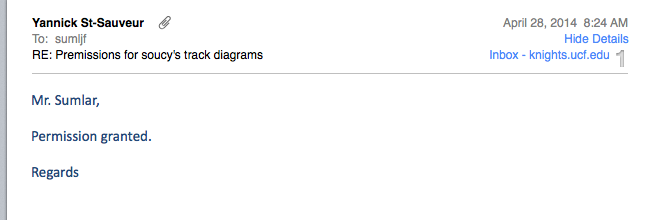 Yannick St-Sauveur
April 28, 2014 8:24 AM
To: sumljf
Hide Details
RE: Premissions for soucy's track diagrams
Inbox - knights.ucf.edu 1
Mr. Sumlar,
Permission granted.
Regards